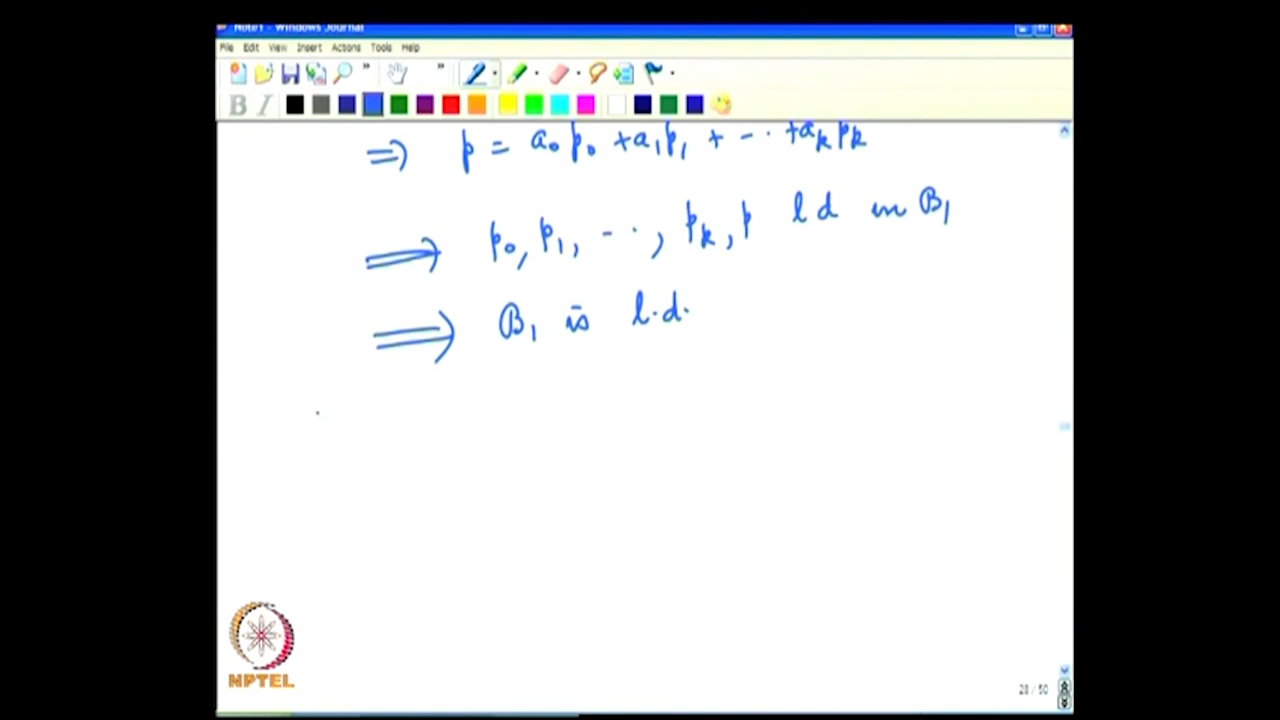 Note1 - Windows Journal
File Edit View Insert Actions Tools Help
B I
⇒ p = a₀p₀ + a₁p₁ + - ·· + aₖpₖ
⟹ p₀, p₁, - ··, pₖ, p l d in B₁
⟹ B₁ is l.d.
NPTEL
28 / 50